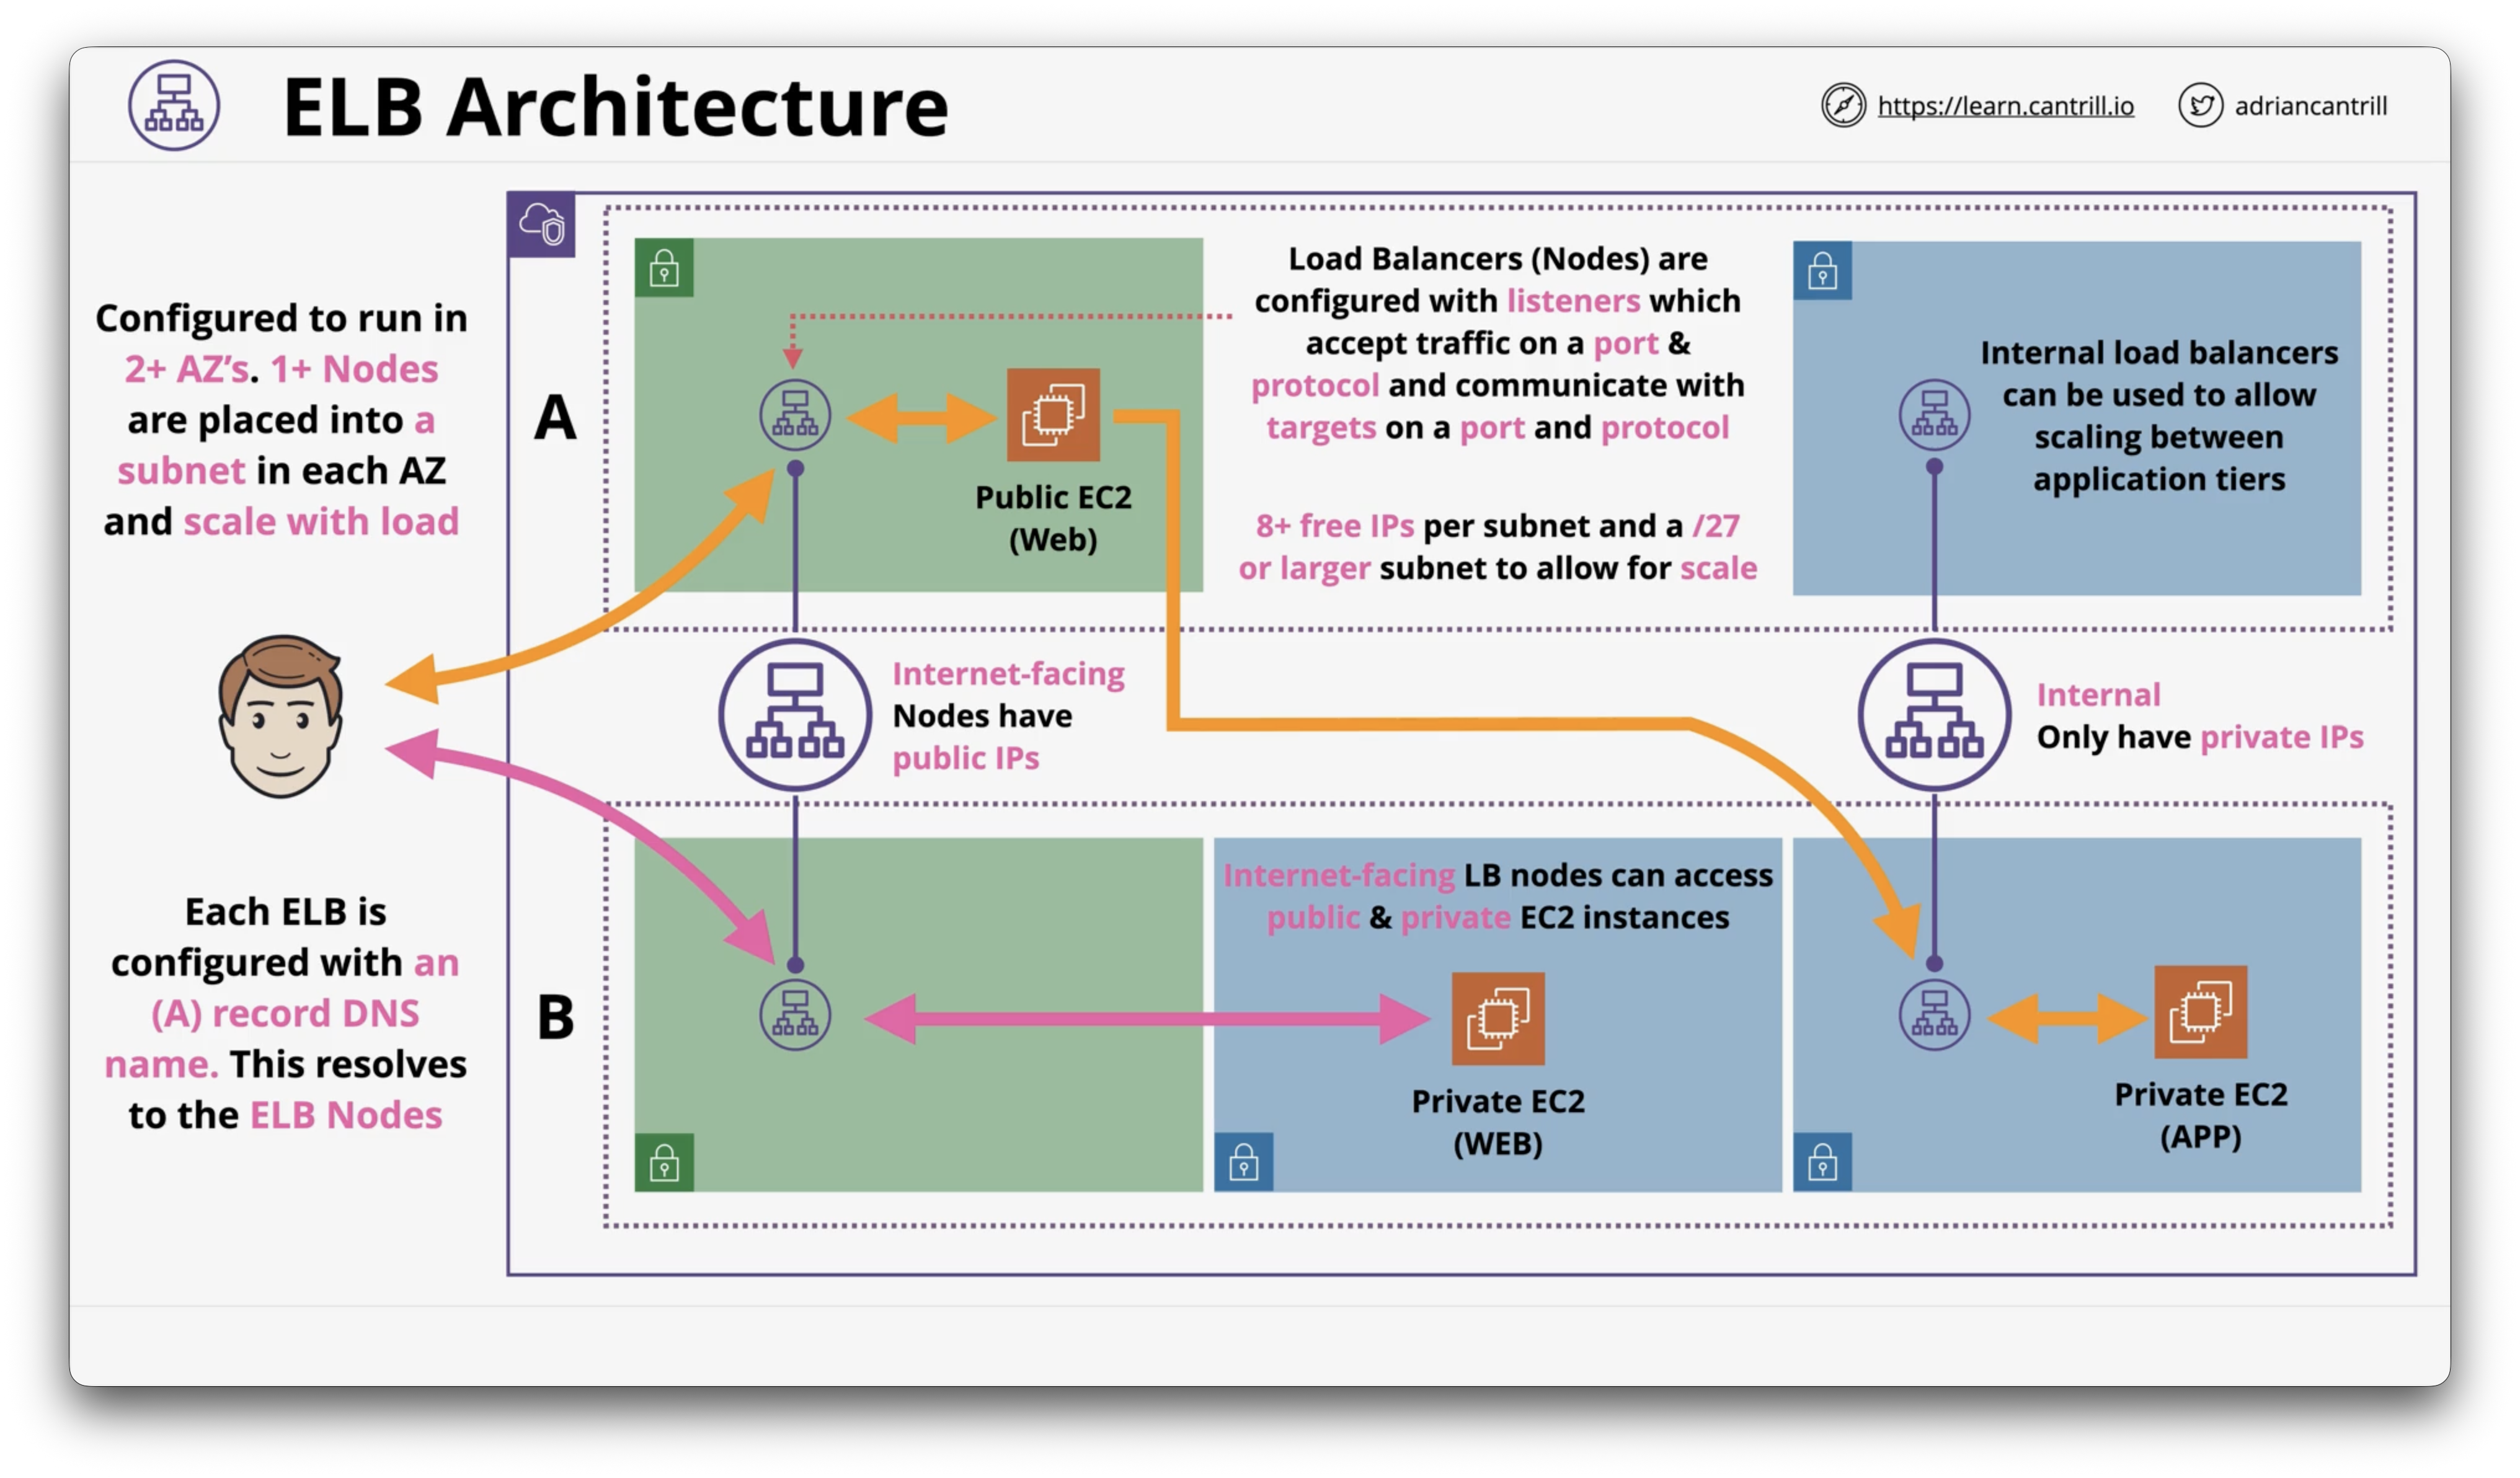 ELB Architecture
https://learn.cantrill.io
adriancantrill
Configured to run in
2+ AZ's. 1+ Nodes
are placed into a
subnet in each AZ
and scale with load
Each ELB is
configured with an
(A) record DNS
name. This resolves
to the ELB Nodes
A
Public EC2
(Web)
Load Balancers (Nodes) are
configured with listeners which
accept traffic on a port &
protocol and communicate with
targets on a port and protocol
8+ free IPs per subnet and a /27
or larger subnet to allow for scale
Internal load balancers
can be used to allow
scaling between
application tiers
Internet-facing
Nodes have
public IPs
Internal
Only have private IPs
B
Internet-facing LB nodes can access
public & private EC2 instances
Private EC2
(WEB)
Private EC2
(APP)